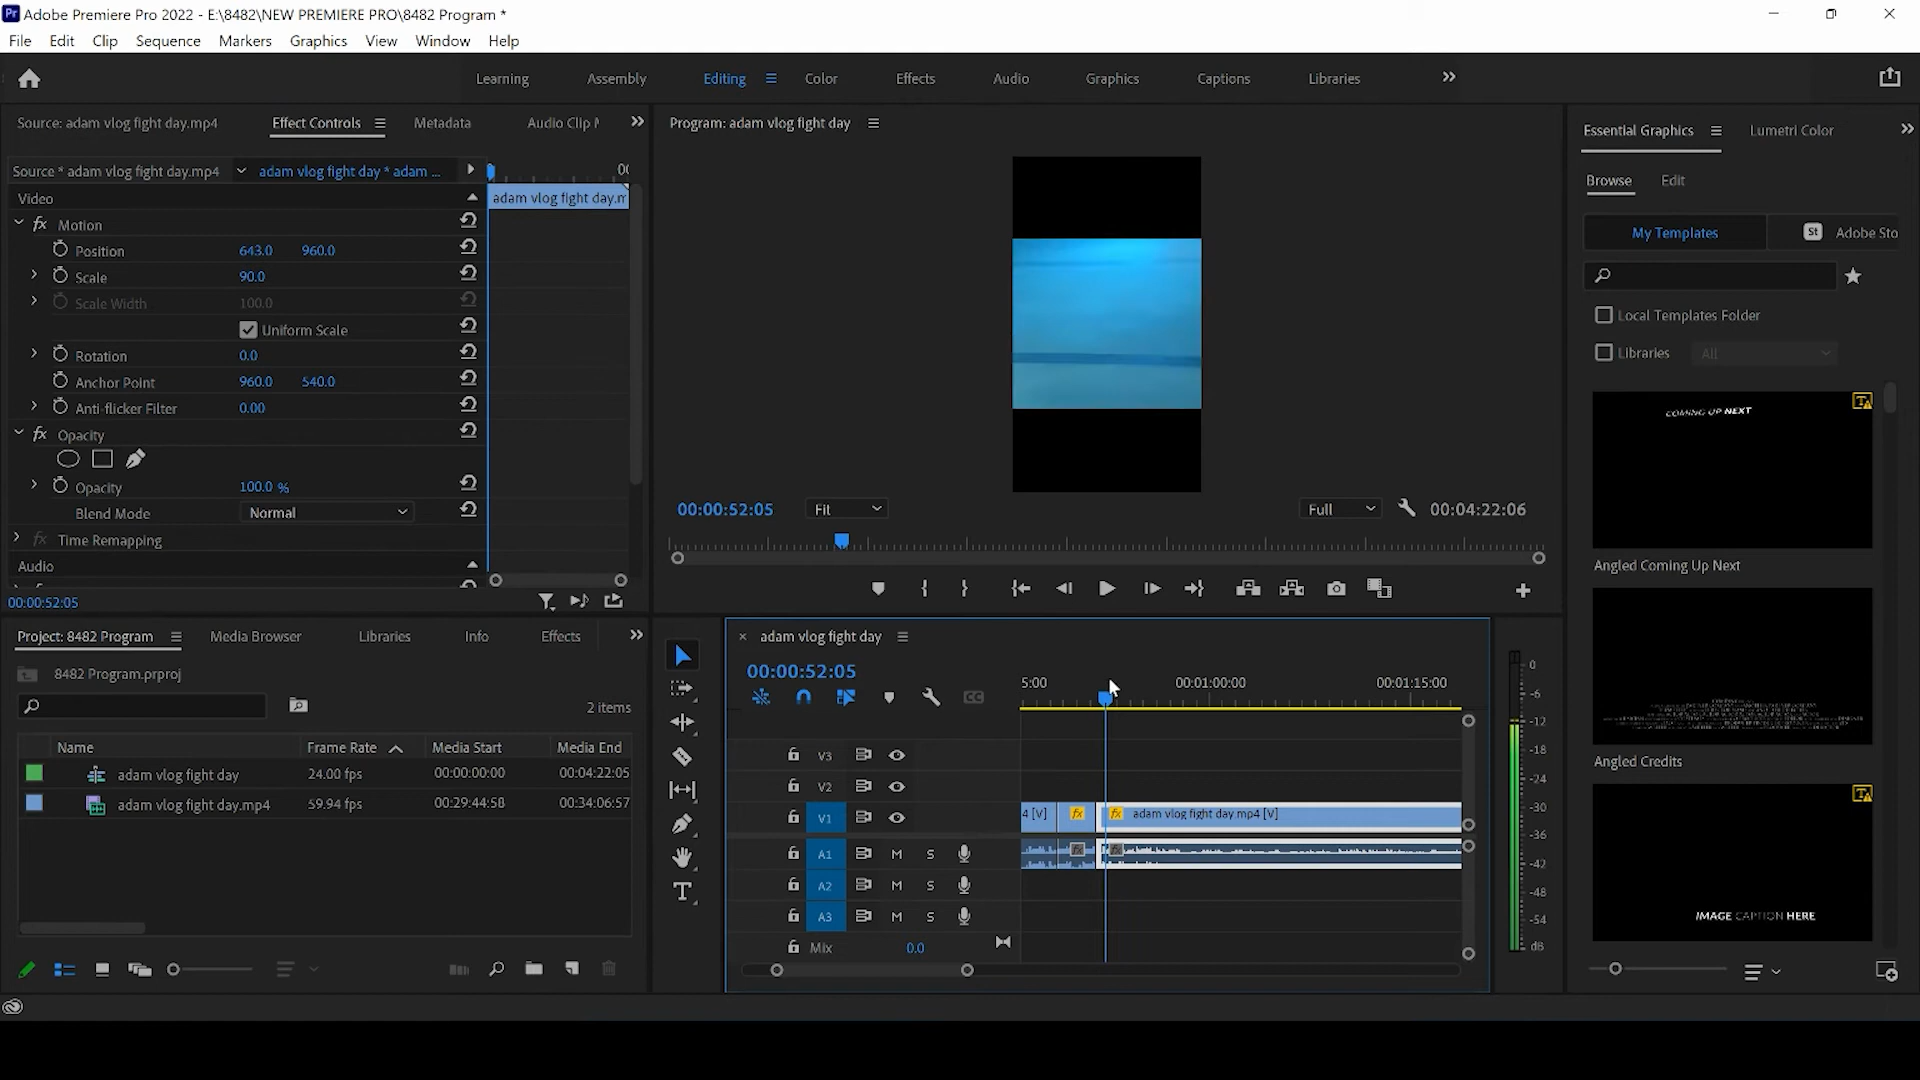 Pr Adobe Premiere Pro 2022 - E:\8482\NEW PREMIERE PRO\8482 Program *
File Edit Clip Sequence Markers Graphics View Window Help
Learning Assembly Editing Color Effects Audio Graphics Captions Libraries
Source: adam vlog fight day.mp4 Effect Controls Metadata Audio Clip M
Source * adam vlog fight day.mp4 adam vlog fight day * adam ...
Video adam vlog fight day.m
fx Motion
Position 643.0 960.0
Scale 90.0
Scale Width 100.0
Uniform Scale
Rotation 0.0
Anchor Point 960.0 540.0
Anti-flicker Filter 0.00
fx Opacity
Opacity 100.0 %
Blend Mode Normal
fx Time Remapping
Audio
00:00:52:05
Program: adam vlog fight day
00:00:52:05 Fit Full 00:04:22:06
Essential Graphics Lumetri Color
Browse Edit
My Templates St Adobe Sto
Local Templates Folder
Libraries All
COMING UP NEXT
Angled Coming Up Next
Angled Credits
IMAGE CAPTION HERE
Project: 8482 Program Media Browser Libraries Info Effects
8482 Program.prproj
2 items
Name Frame Rate Media Start Media End
adam vlog fight day 24.00 fps 00:00:00:00 00:04:22:05
adam vlog fight day.mp4 59.94 fps 00:29:44:58 00:34:06:57
adam vlog fight day
00:00:52:05
5:00 00:01:00:00 00:01:15:00
CC
V3
V2
V1 4 [V] fx fx adam vlog fight day.mp4 [V]
A1 M S fx fx
A2 M S
A3 M S
Mix 0.0
0
-6
-12
-18
-24
-30
-36
-42
-48
-54
dB